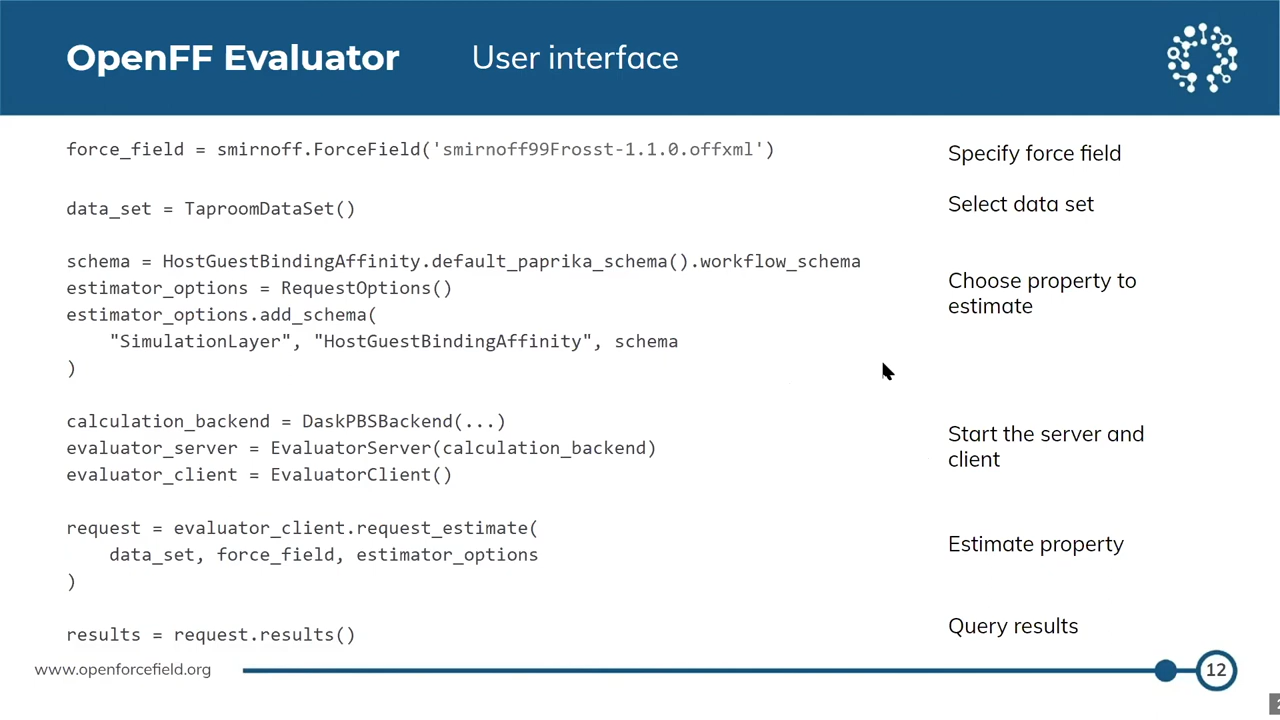 OpenFF Evaluator User interface
force_field = smirnoff.ForceField('smirnoff99Frosst-1.1.0.offxml')
Specify force field
data_set = TaproomDataSet()
Select data set
schema = HostGuestBindingAffinity.default_paprika_schema().workflow_schema
estimator_options = RequestOptions()
estimator_options.add_schema(
"SimulationLayer", "HostGuestBindingAffinity", schema
)
Choose property to
estimate
calculation_backend = DaskPBSBackend(...)
evaluator_server = EvaluatorServer(calculation_backend)
evaluator_client = EvaluatorClient()
Start the server and
client
request = evaluator_client.request_estimate(
data_set, force_field, estimator_options
)
Estimate property
results = request.results()
Query results
www.openforcefield.org
12